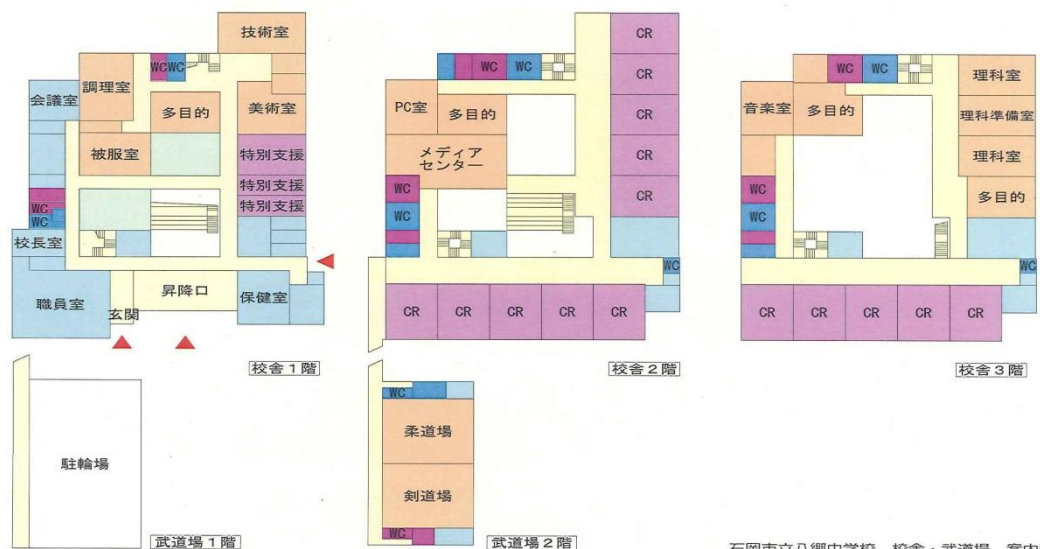 技術室
WC
WC
調理室
会議室
多目的
美術室
被服室
特別支援
特別支援
特別支援
WC
WC
校長室
職員室
玄関
昇降口
保健室
校舎1階
CR
WC
WC
CR
PC室
多目的
CR
メディア
センター
CR
WC
CR
WC
WC
CR
CR
CR
CR
CR
校舎2階
WC
WC
理科室
音楽室
多目的
理科準備室
理科室
WC
多目的
WC
WC
CR
CR
CR
CR
CR
校舎3階
駐輪場
武道場1階
WC
柔道場
剣道場
WC
武道場2階